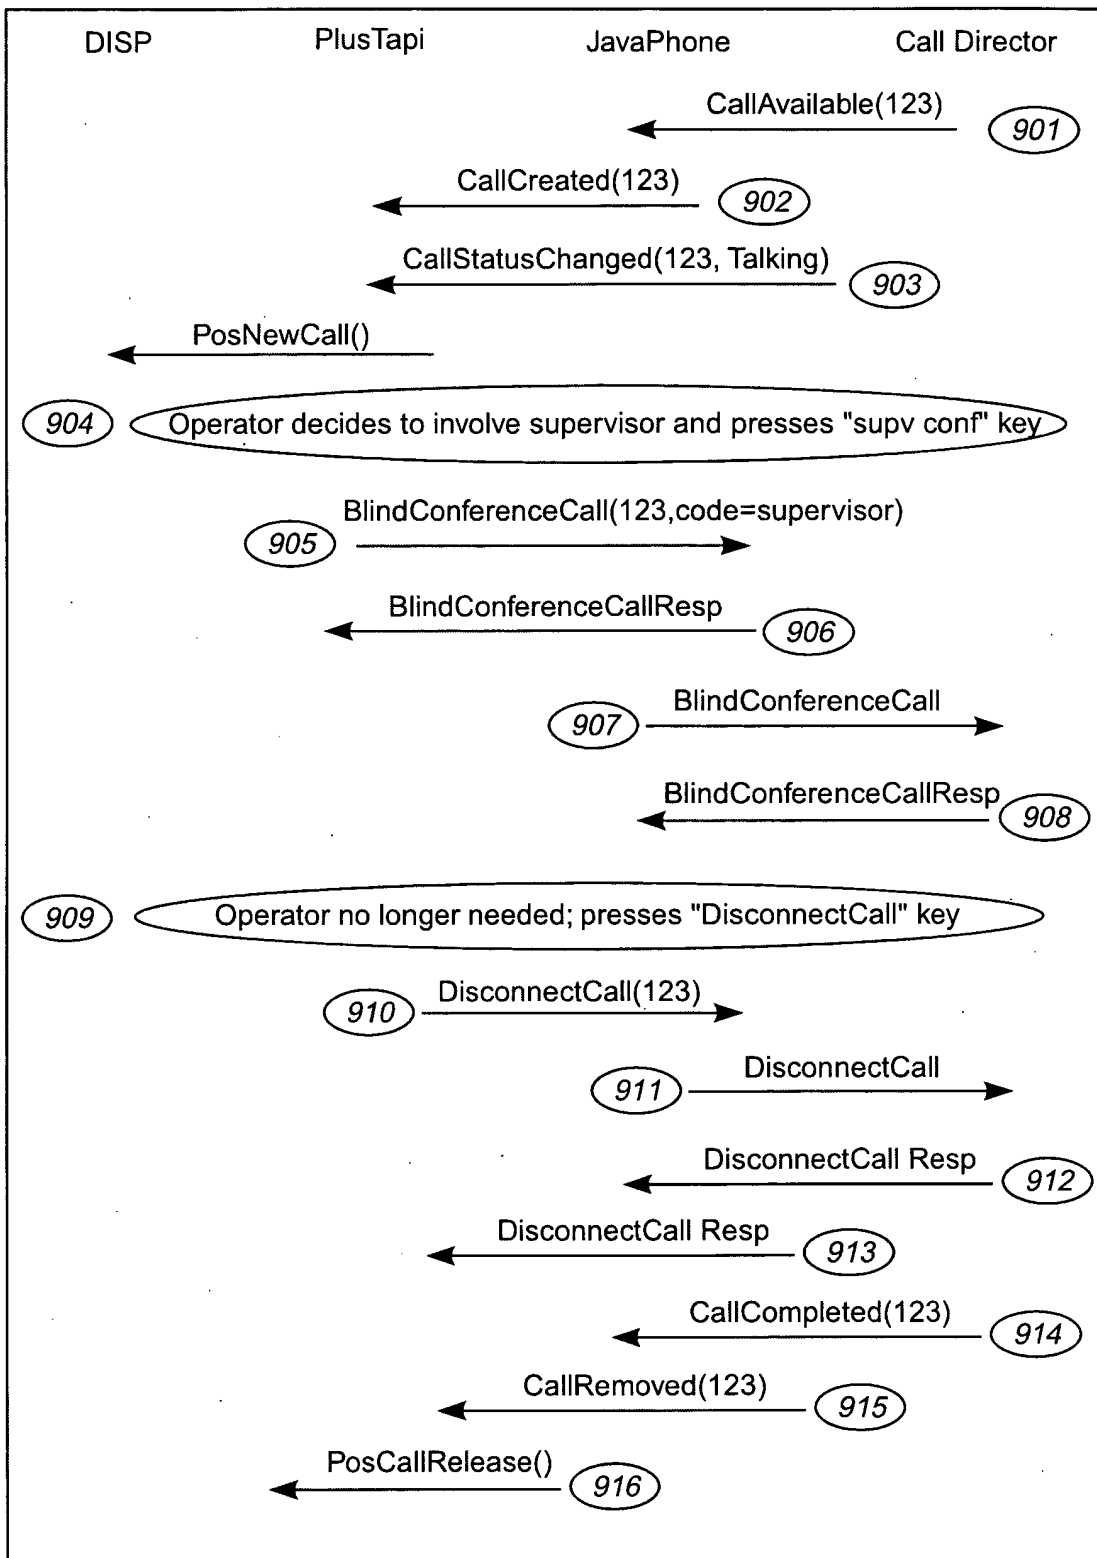 DISP PlusTapi JavaPhone Call Director
CallAvailable(123) 901
CallCreated(123) 902
CallStatusChanged(123, Talking) 903
PosNewCall()
904 Operator decides to involve supervisor and presses "supv conf" key
BlindConferenceCall(123,code=supervisor)
905
BlindConferenceCallResp
906
BlindConferenceCall
907
BlindConferenceCallResp
908
909 Operator no longer needed; presses "DisconnectCall" key
DisconnectCall(123)
910
DisconnectCall
911
DisconnectCall Resp
912
DisconnectCall Resp
913
CallCompleted(123)
914
CallRemoved(123)
915
PosCallRelease()
916